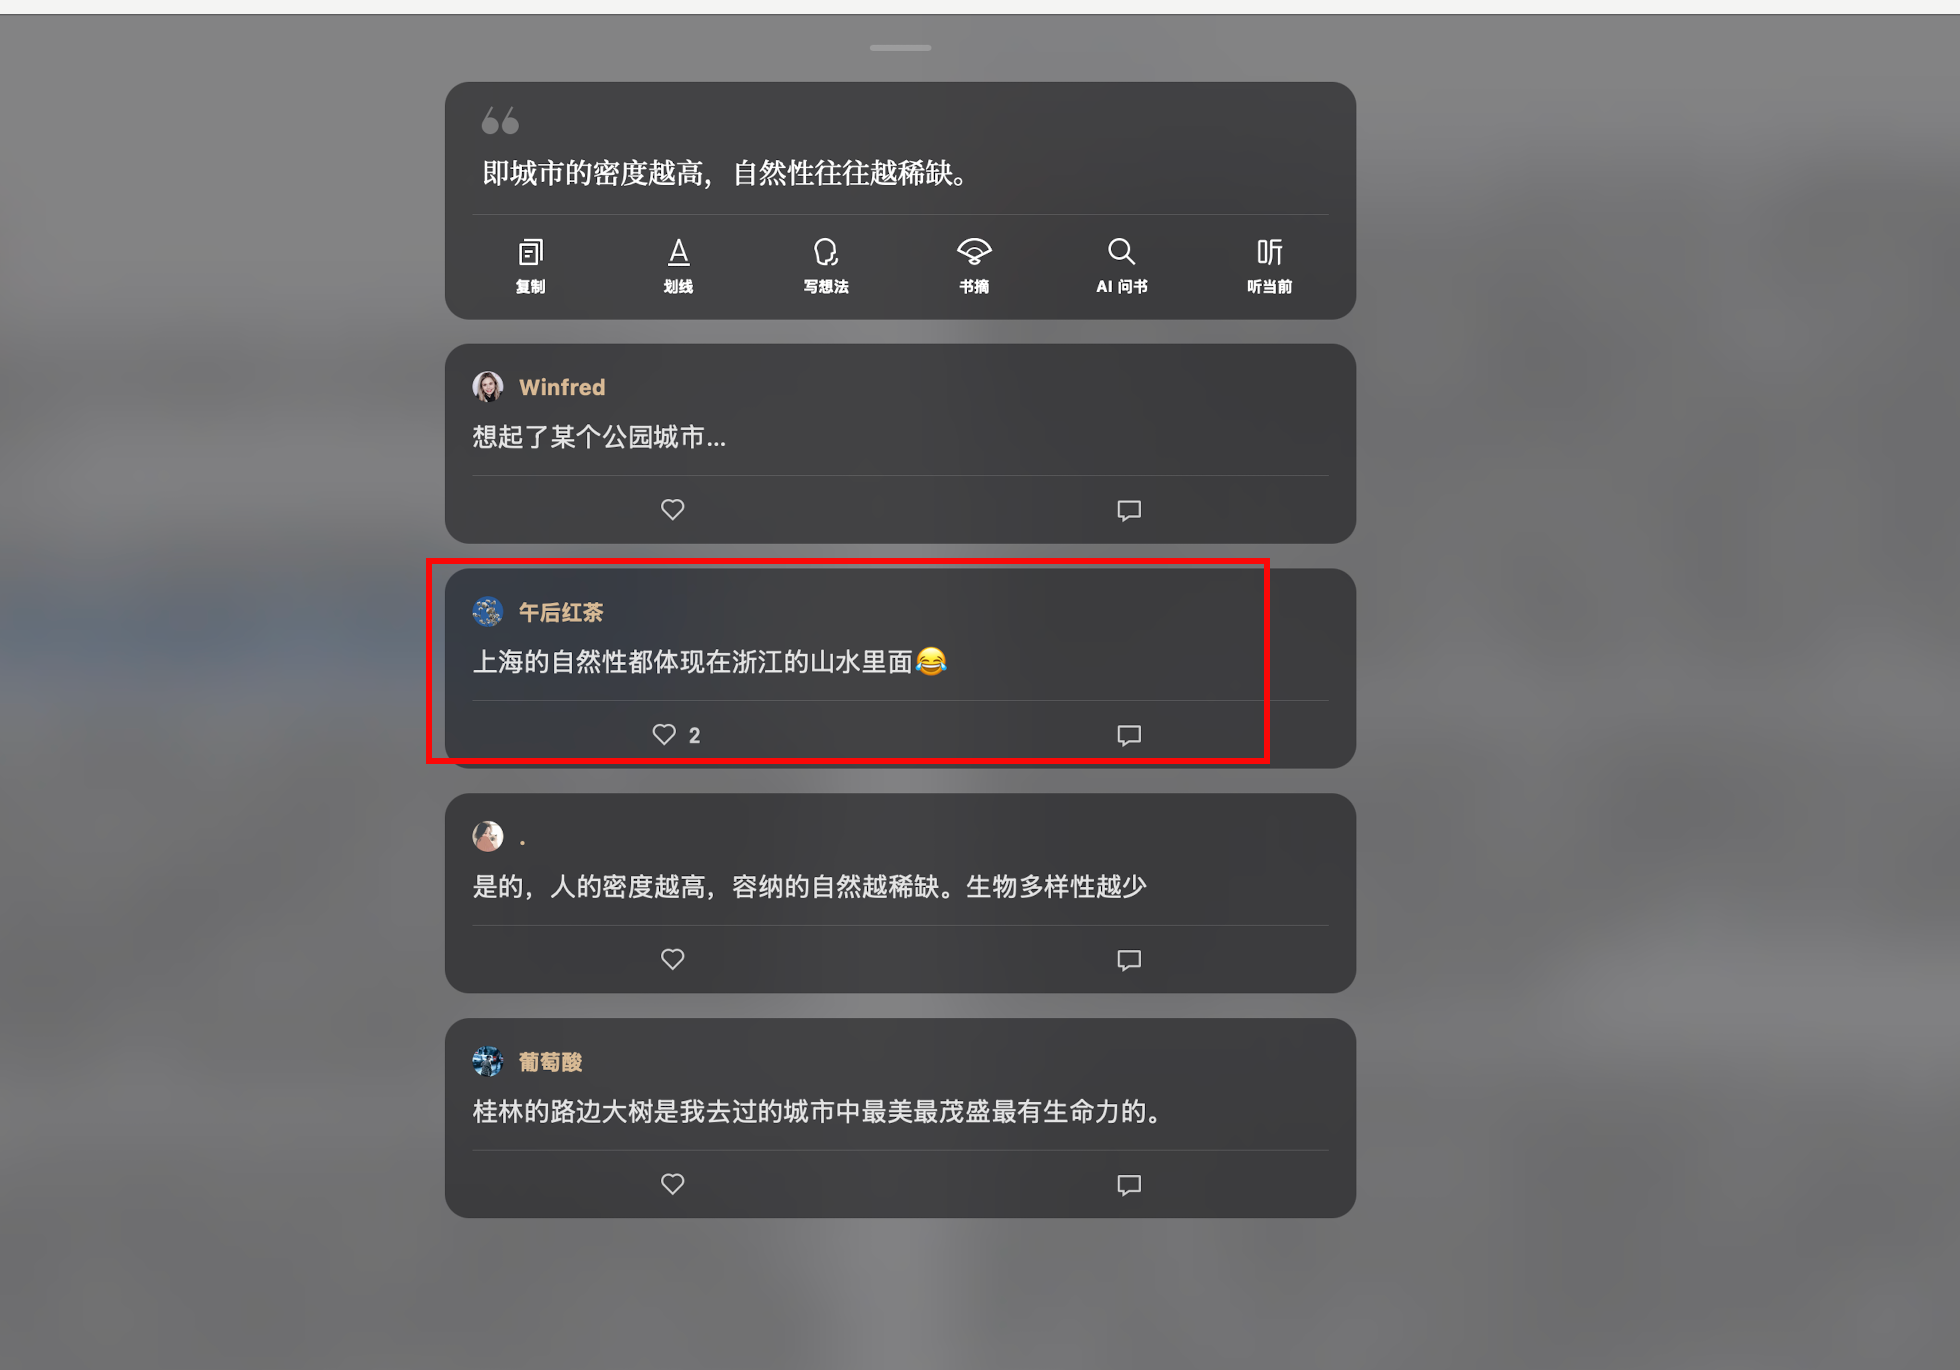 即城市的密度越高，自然性往往越稀缺。
复制
划线
写想法
书摘
AI 问书
听当前
Winfred
想起了某个公园城市...
午后红茶
上海的自然性都体现在浙江的山水里面😂
2
.
是的，人的密度越高，容纳的自然越稀缺。生物多样性越少
葡萄酸
桂林的路边大树是我去过的城市中最美最茂盛最有生命力的。